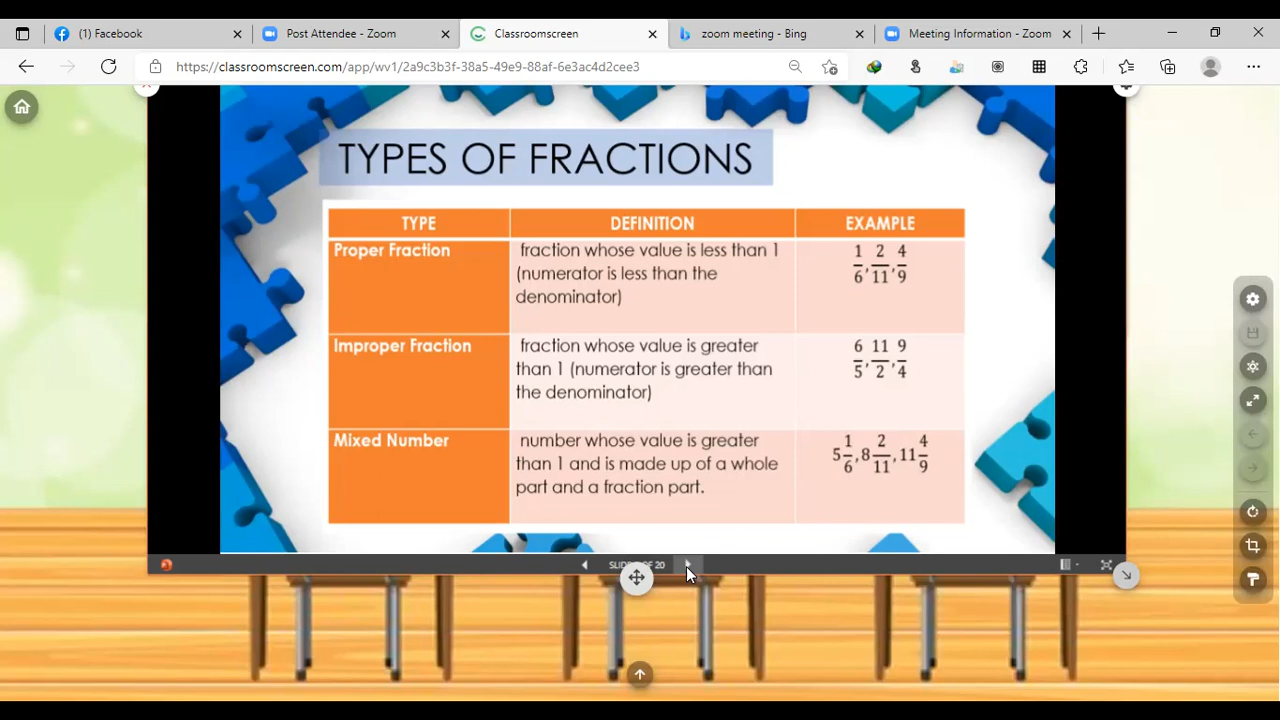 (1) Facebook
Post Attendee - Zoom
Classroomscreen
zoom meeting - Bing
Meeting Information - Zoom
https://classroomscreen.com/app/wv1/2a9c3b3f-38a5-49e9-88af-6e3ac4d2cee3
TYPES OF FRACTIONS
TYPE DEFINITION EXAMPLE
Proper Fraction fraction whose value is less than 1 1/6, 2/11, 4/9
(numerator is less than the
denominator)
Improper Fraction fraction whose value is greater 6/5, 11/2, 9/4
than 1 (numerator is greater than
the denominator)
Mixed Number number whose value is greater 5 1/6, 8 2/11, 11 4/9
than 1 and is made up of a whole
part and a fraction part.
OF 20